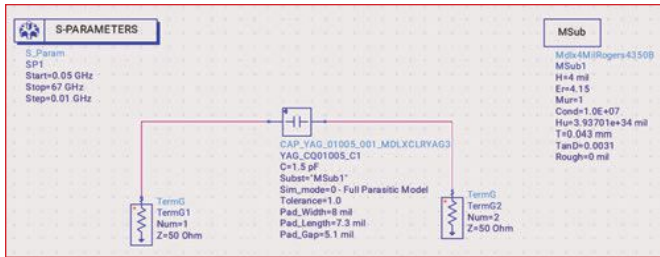 S-PARAMETERS
S_Param
SP1
Start=0.05 GHz
Stop=67 GHz
Step=0.01 GHz
MSub
Mdlx4MilRogers4350B
MSub1
H=4 mil
Er=4.15
Mur=1
Cond=1.0E+07
Hu=3.93701e+34 mil
T=0.043 mm
TanD=0.0031
Rough=0 mil
CAP_YAG_01005_001_MDLXCLRYAG3
YAG_CQ01005_C1
C=1.5 pF
Subst="MSub1"
Sim_mode=0 - Full Parasitic Model
Tolerance=1.0
Pad_Width=8 mil
Pad_Length=7.3 mil
Pad_Gap=5.1 mil
TermG
TermG1
Num=1
Z=50 Ohm
TermG
TermG2
Num=2
Z=50 Ohm